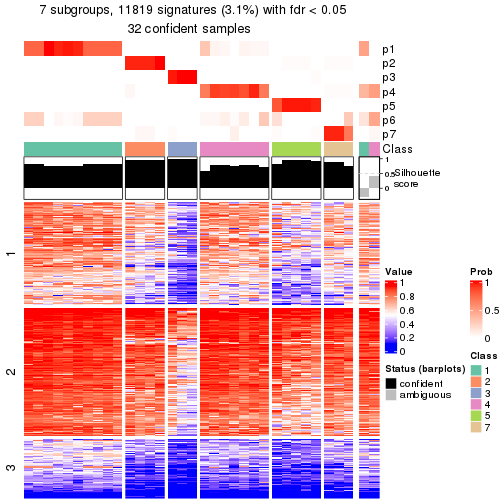 7 subgroups, 11819 signatures (3.1%) with fdr < 0.05
32 confident samples
p1
p2
p3
p4
p5
p6
p7
Class
1
0.5
0
Silhouette
score
1
2
3
Value
1
0.8
0.6
0.4
0.2
0
Prob
1
0.5
0
Status (barplots)
confident
ambiguous
Class
1
2
3
4
5
7